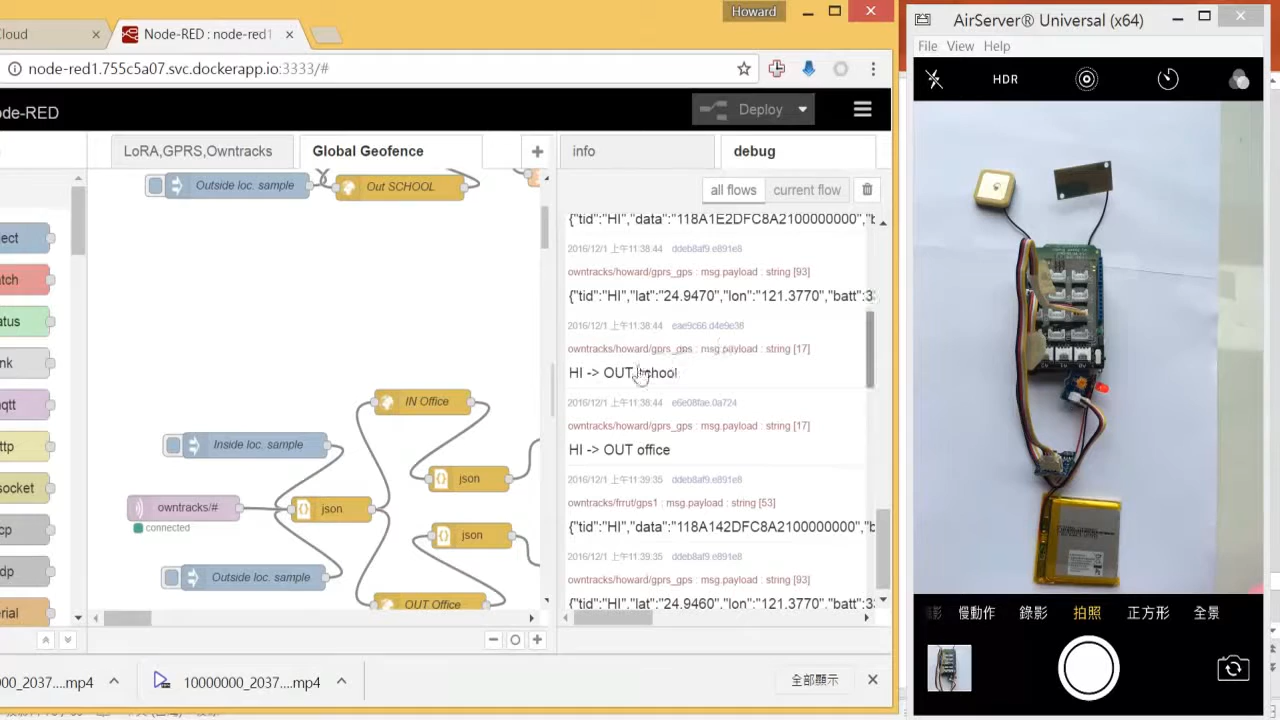 Howard
Cloud
Node-RED : node-red1
node-red1.755c5a07.svc.dockerapp.io:3333/#
de-RED
Deploy
LoRA,GPRS,Owntracks
Global Geofence
info
debug
all flows
current flow
Outside loc. sample
Out SCHOOL
ject
atch
atus
nk
mqtt
ttp
socket
cp
dp
erial
IN Office
Inside loc. sample
json
owntracks/#
json
connected
json
Outside loc. sample
OUT Office
{"tid":"HI","data":"118A1E2DFC8A2100000000","b
2016/12/1 上午11:38:44 ddeb8af9.e891e8
owntracks/howard/gprs_gps : msg.payload : string [93]
{"tid":"HI","lat":"24.9470","lon":"121.3770","batt":3
2016/12/1 上午11:38:44 eae9c66.d4e9e38
owntracks/howard/gprs_gps : msg.payload : string [17]
HI -> OUT school
2016/12/1 上午11:38:44 e6e08fae.0a724
owntracks/howard/gprs_gps : msg.payload : string [17]
HI -> OUT office
2016/12/1 上午11:39:35 ddeb8af9.e891e8
owntracks/frrut/gps1 : msg.payload : string [53]
{"tid":"HI","data":"118A142DFC8A2100000000","b
2016/12/1 上午11:39:35 ddeb8af9.e891e8
owntracks/howard/gprs_gps : msg.payload : string [93]
{"tid":"HI","lat":"24.9460","lon":"121.3770","batt":3
000_2037....mp4
10000000_2037....mp4
全部顯示
AirServer® Universal (x64)
File View Help
HDR
慢動作 錄影 拍照 正方形 全景